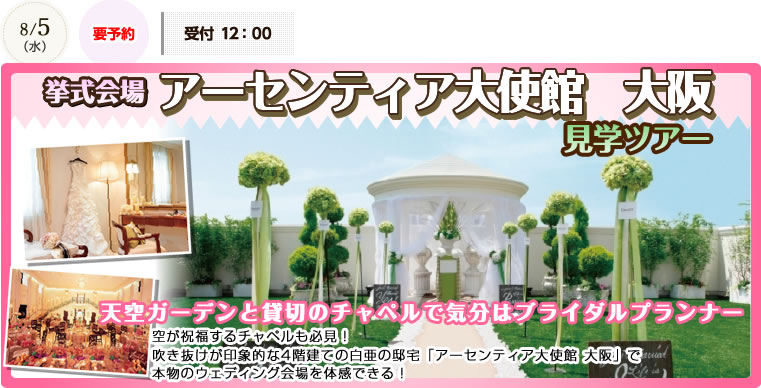 8/5
（水）
要予約
受付 12：00
挙式会場 アーセンティア大使館 大阪
見学ツアー
天空ガーデンと貸切のチャペルで気分はブライダルプランナー
空が祝福するチャペルも必見！
吹き抜けが印象的な4階建ての白亜の邸宅「アーセンティア大使館 大阪」で
本物のウェディング会場を体感できる！